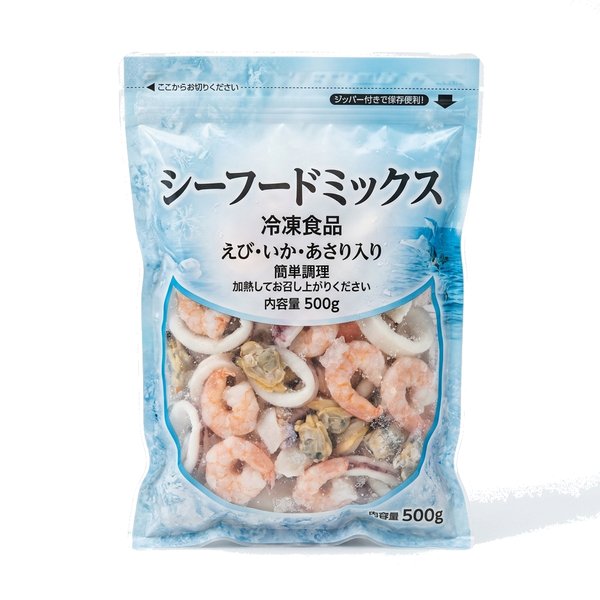 ここからお切りください
ジッパー付きで保存便利!
シーフードミックス
冷凍食品
えび・いか・あさり入り
簡単調理
加熱してお召し上がりください
内容量 500g
内容量 500g